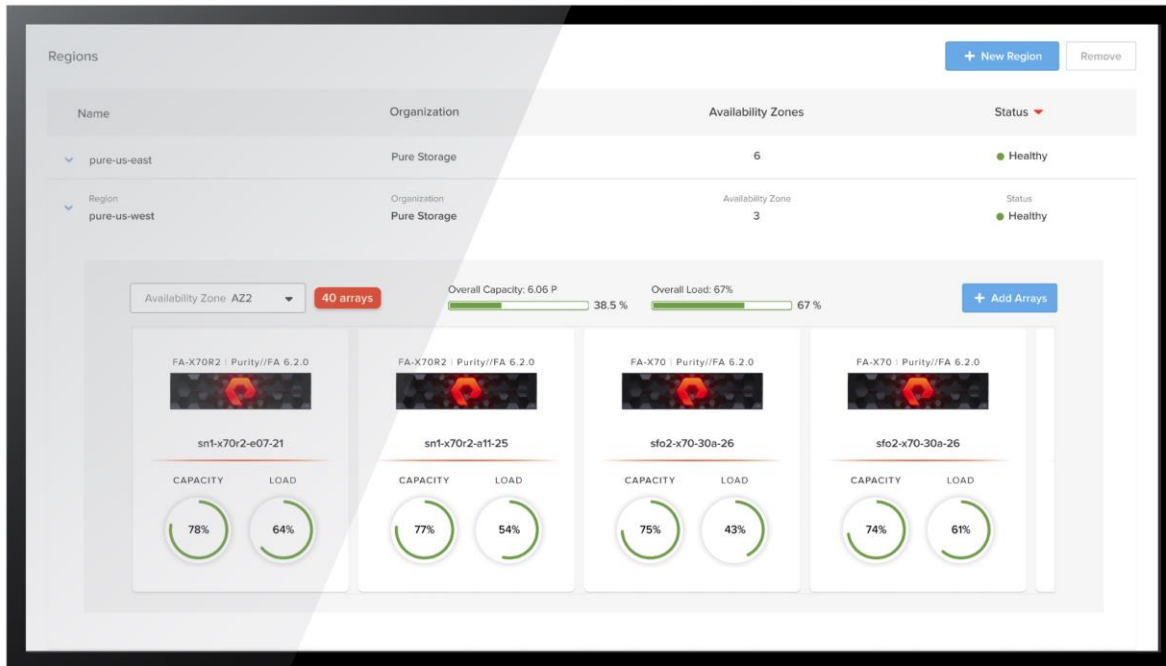 Regions
+ New Region
Remove
Name Organization Availability Zones Status
pure-us-east Pure Storage 6 Healthy
Region Organization Availability Zone Status
pure-us-west Pure Storage 3 Healthy
Availability Zone AZ2
40 arrays
Overall Capacity: 6.06 P
38.5 %
Overall Load: 67%
67 %
+ Add Arrays
FA-X70R2 | Purity//FA 6.2.0
sn1-x70r2-e07-21
CAPACITY LOAD
78% 64%
FA-X70R2 | Purity//FA 6.2.0
sn1-x70r2-a11-25
CAPACITY LOAD
77% 54%
FA-X70 | Purity//FA 6.2.0
sfo2-x70-30a-26
CAPACITY LOAD
75% 43%
FA-X70 | Purity//FA 6.2.0
sfo2-x70-30a-26
CAPACITY LOAD
74% 61%